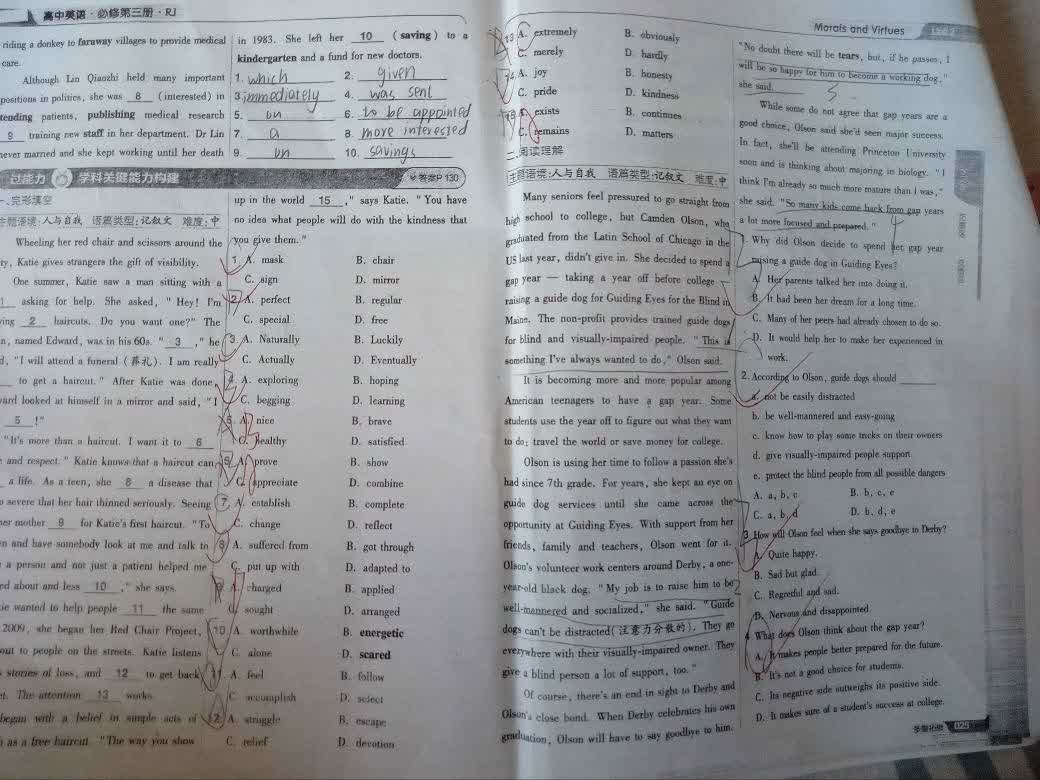 高中英语·必修第三册·RJ
riding a donkey to faraway villages to provide medical
care.
Although Lin Qiaozhi held many important
positions in politics, she was 8 (interested) in
tending patients, publishing medical research
9 training new staff in her department. Dr Lin
never married and she kept working until her death
in 1983. She left her 10 (saving) to a
kindergarten and a fund for new doctors.
1. which 2. given
3. immediately 4. was sent
5. on 6. to be appointed
7. a 8. more interested
9. on 10. savings
过能力 学科关键能力构建 答案P130
一、完形填空
主题语境:人与自我 语篇类型:记叙文 难度:中
Wheeling her red chair and scissors around the
ty, Katie gives strangers the gift of visibility.
One summer, Katie saw a man sitting with a
1 asking for help. She asked, "Hey! I'm
ving 2 haircuts. Do you want one?" The
n, named Edward, was in his 60s. " 3 ," he
d, "I will attend a funeral (葬礼). I am really
to get a haircut." After Katie was done,
ward looked at himself in a mirror and said, "I
5 !"
"It's more than a haircut. I want it to 6
e and respect." Katie knows that a haircut can
a life. As a teen, she 8 a disease that
o severe that her hair thinned seriously. Seeing
her mother 9 for Katie's first haircut. "To
n and have somebody look at me and talk to
a person and not just a patient helped me
ed about and less 10 ," she says.
tie wanted to help people 11 the same
2009, she began her Red Chair Project,
out to people on the streets. Katie listens
stories of loss, and 12 to get back
et. The attention 13 works
began with a belief in simple acts of
h as a free haircut. "The way you show
up in the world 15 ," says Katie. "You have
no idea what people will do with the kindness that
you give them."
1. A. mask B. chair
C. sign D. mirror
2. A. perfect B. regular
C. special D. free
3. A. Naturally B. Luckily
C. Actually D. Eventually
4. A. exploring B. hoping
C. begging D. learning
5. A. nice B. brave
C. healthy D. satisfied
6. A. prove B. show
C. appreciate D. combine
7. A. establish B. complete
C. change D. reflect
8. A. suffered from B. got through
C. put up with D. adapted to
9. A. charged B. applied
C. sought D. arranged
10. A. worthwhile B. energetic
C. alone D. scared
11. A. feel B. follow
C. accomplish D. select
12. A. struggle B. escape
C. relief D. devotion
13. A. extremely B. obviously
C. merely D. hardly
14. A. joy B. honesty
C. pride D. kindness
15. A. exists B. continues
C. remains D. matters
二、阅读理解
主题语境:人与自我 语篇类型:记叙文 难度:中
Many seniors feel pressured to go straight from
high school to college, but Camden Olson, who
graduated from the Latin School of Chicago in the
US last year, didn't give in. She decided to spend a
gap year — taking a year off before college —
raising a guide dog for Guiding Eyes for the Blind in
Maine. The non-profit provides trained guide dogs
for blind and visually-impaired people. "This is
something I've always wanted to do," Olson said.
It is becoming more and more popular among
American teenagers to have a gap year. Some
students use the year off to figure out what they want
to do: travel the world or save money for college.
Olson is using her time to follow a passion she's
had since 7th grade. For years, she kept an eye on
guide dog services until she came across the
opportunity at Guiding Eyes. With support from her
friends, family and teachers, Olson went for it.
Olson's volunteer work centers around Derby, a one-
year-old black dog. "My job is to raise him to be
well-mannered and socialized," she said. "Guide
dogs can't be distracted(注意力分散的). They go
everywhere with their visually-impaired owner. They
give a blind person a lot of support, too."
Of course, there's an end in sight to Derby and
Olson's close bond. When Derby celebrates his own
graduation, Olson will have to say goodbye to him.
Morals and Virtues
"No doubt there will be tears, but, if he passes, I
will be so happy for him to become a working dog,"
she said.
While some do not agree that gap years are a
good choice, Olson said she'd seen major success.
In fact, she'll be attending Princeton University
soon and is thinking about majoring in biology. "I
think I'm already so much more mature than I was,"
she said. "So many kids come back from gap years
a lot more focused and prepared."
1. Why did Olson decide to spend her gap year
raising a guide dog in Guiding Eyes?
A. Her parents talked her into doing it.
B. It had been her dream for a long time.
C. Many of her peers had already chosen to do so.
D. It would help her to make her experienced in
work.
2. According to Olson, guide dogs should
a. not be easily distracted
b. be well-mannered and easy-going
c. know how to play some tricks on their owners
d. give visually-impaired people support
e. protect the blind people from all possible dangers
A. a, b, c B. b, c, e
C. a, b, d D. b, d, e
3. How will Olson feel when she says goodbye to Derby?
A. Quite happy.
B. Sad but glad.
C. Regretful and sad.
D. Nervous and disappointed.
4. What does Olson think about the gap year?
A. It makes people better prepared for the future.
B. It's not a good choice for students.
C. Its negative side outweighs its positive side.
D. It makes sure of a student's success at college.
025